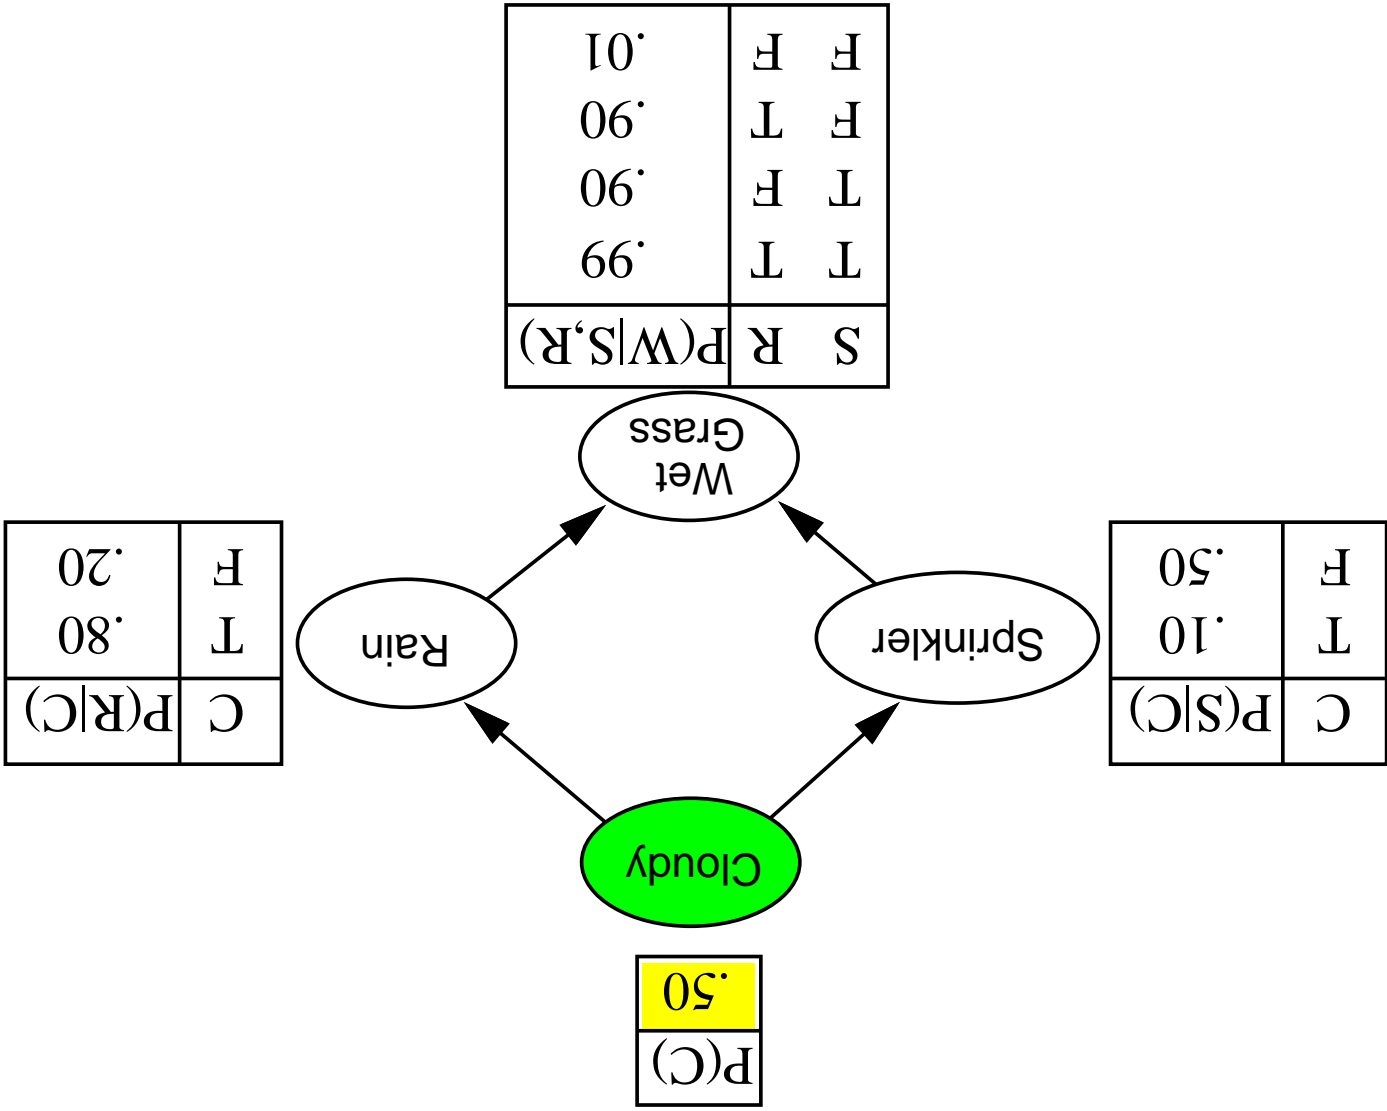 P(C)
.50
Cloudy
C P(S|C)
T .10
F .50
Sprinkler
Rain
C P(R|C)
T .80
F .20
Wet
Grass
S R P(W|S,R)
T T .99
T F .90
F T .90
F F .01